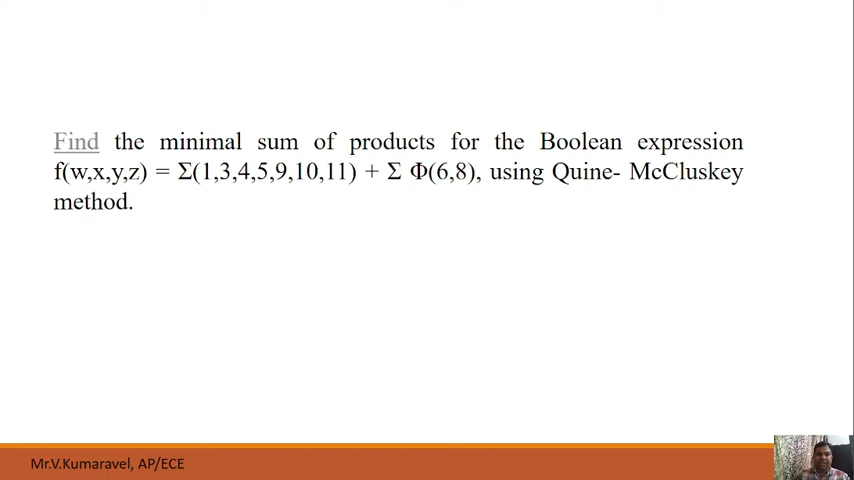 Find the minimal sum of products for the Boolean expression
f(w,x,y,z) = Σ(1,3,4,5,9,10,11) + Σ Φ(6,8), using Quine- McCluskey
method.
Mr.V.Kumaravel, AP/ECE